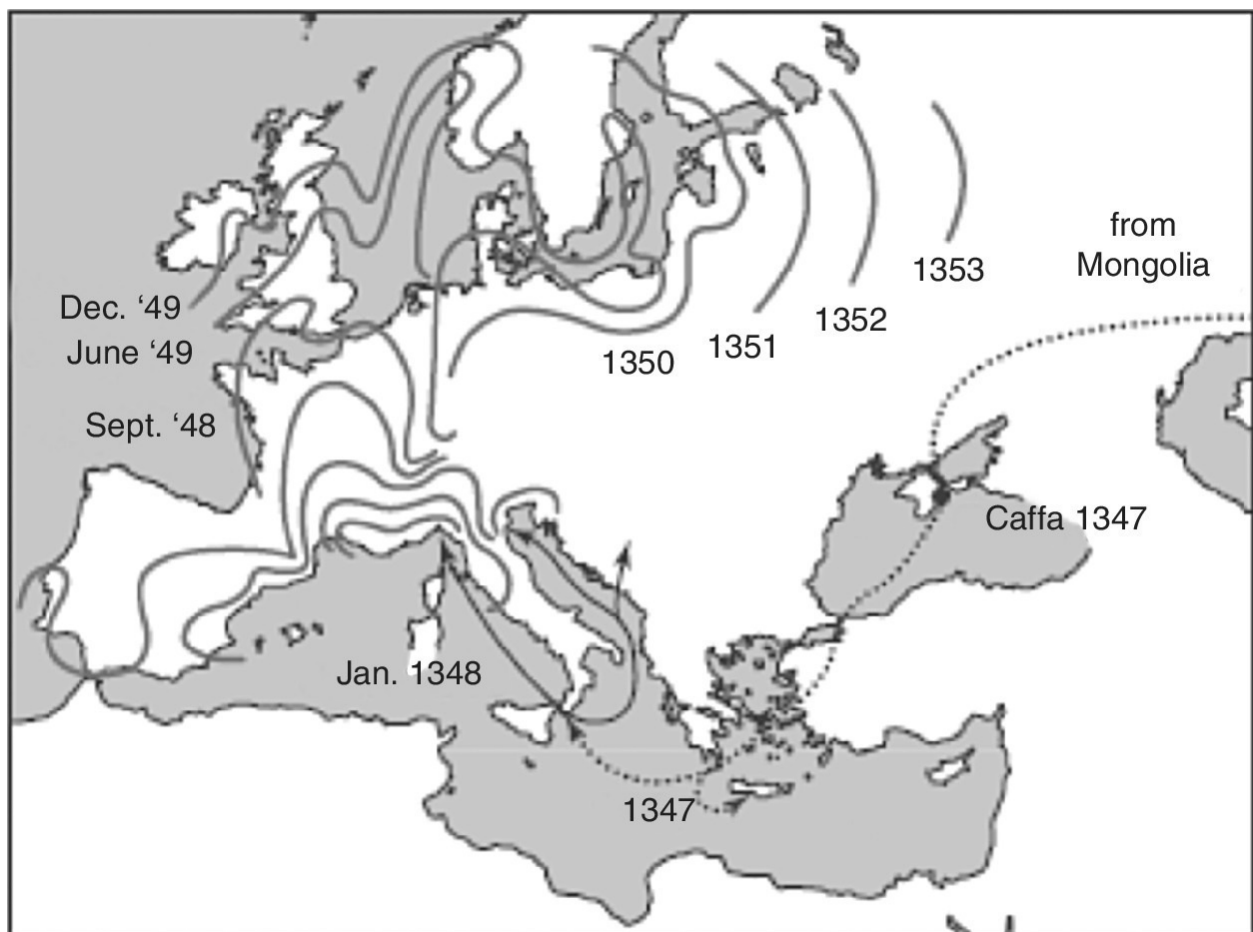 from
Mongolia
1353
Dec. ‘49
1352
1351
June ‘49
1350
Sept. ‘48
Caffa 1347
Jan. 1348
1347